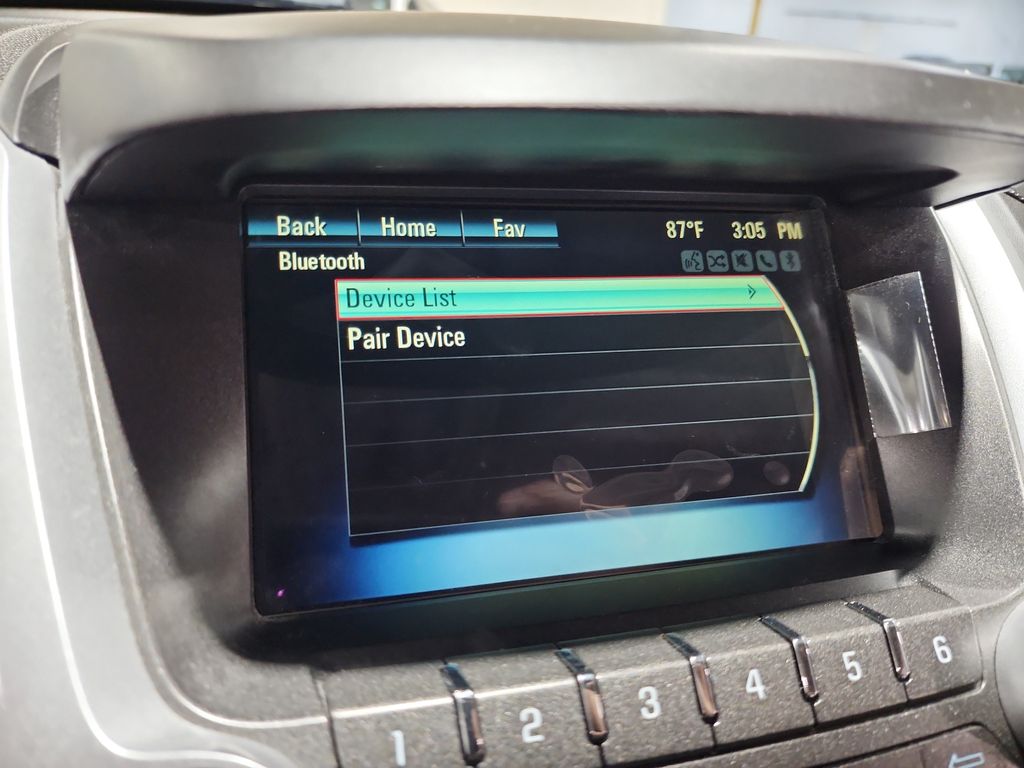 Back Home Fav 87°F 3:05 PM
Bluetooth
Device List
Pair Device
1 2 3 4 5 6